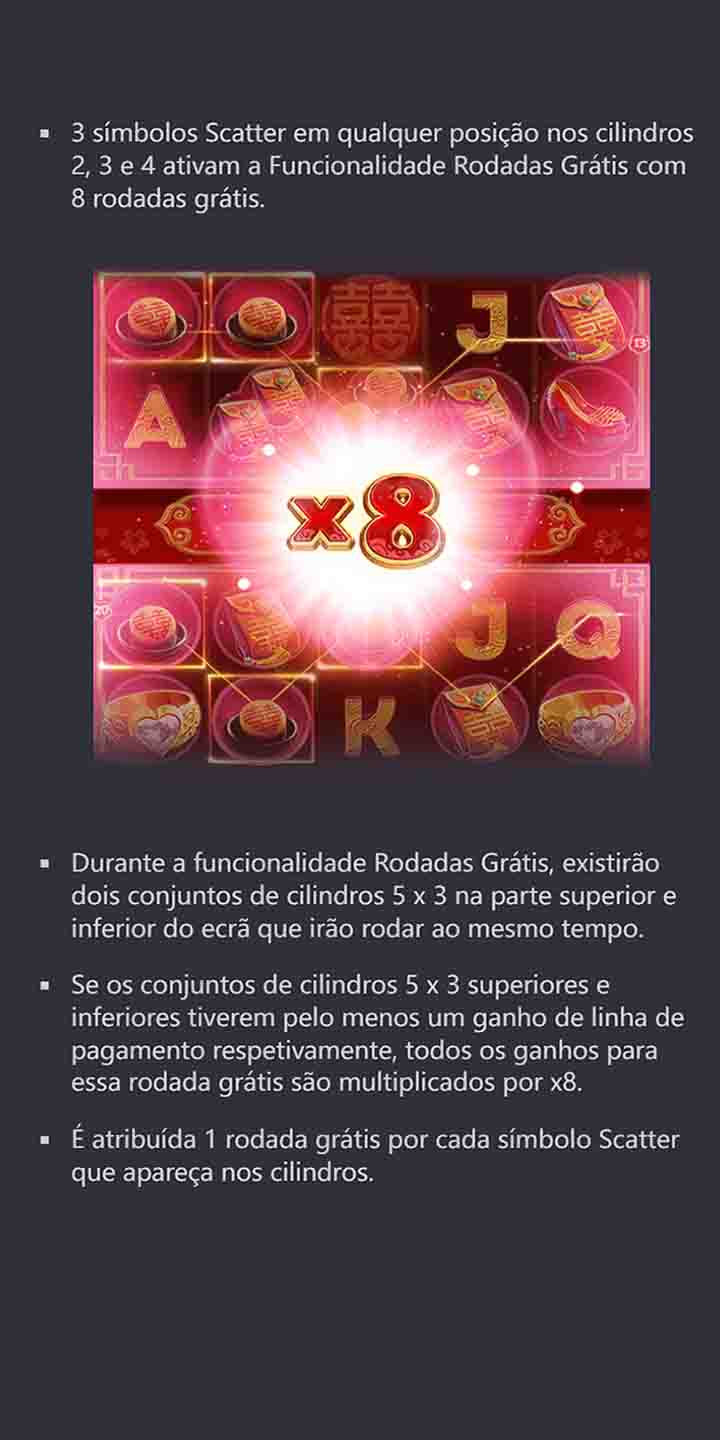 ▪ 3 símbolos Scatter em qualquer posição nos cilindros
2, 3 e 4 ativam a Funcionalidade Rodadas Grátis com
8 rodadas grátis.
囍
J
13
A
x8
20
J
Q
K
▪ Durante a funcionalidade Rodadas Grátis, existirão
dois conjuntos de cilindros 5 x 3 na parte superior e
inferior do ecrã que irão rodar ao mesmo tempo.
▪ Se os conjuntos de cilindros 5 x 3 superiores e
inferiores tiverem pelo menos um ganho de linha de
pagamento respetivamente, todos os ganhos para
essa rodada grátis são multiplicados por x8.
▪ É atribuída 1 rodada grátis por cada símbolo Scatter
que apareça nos cilindros.